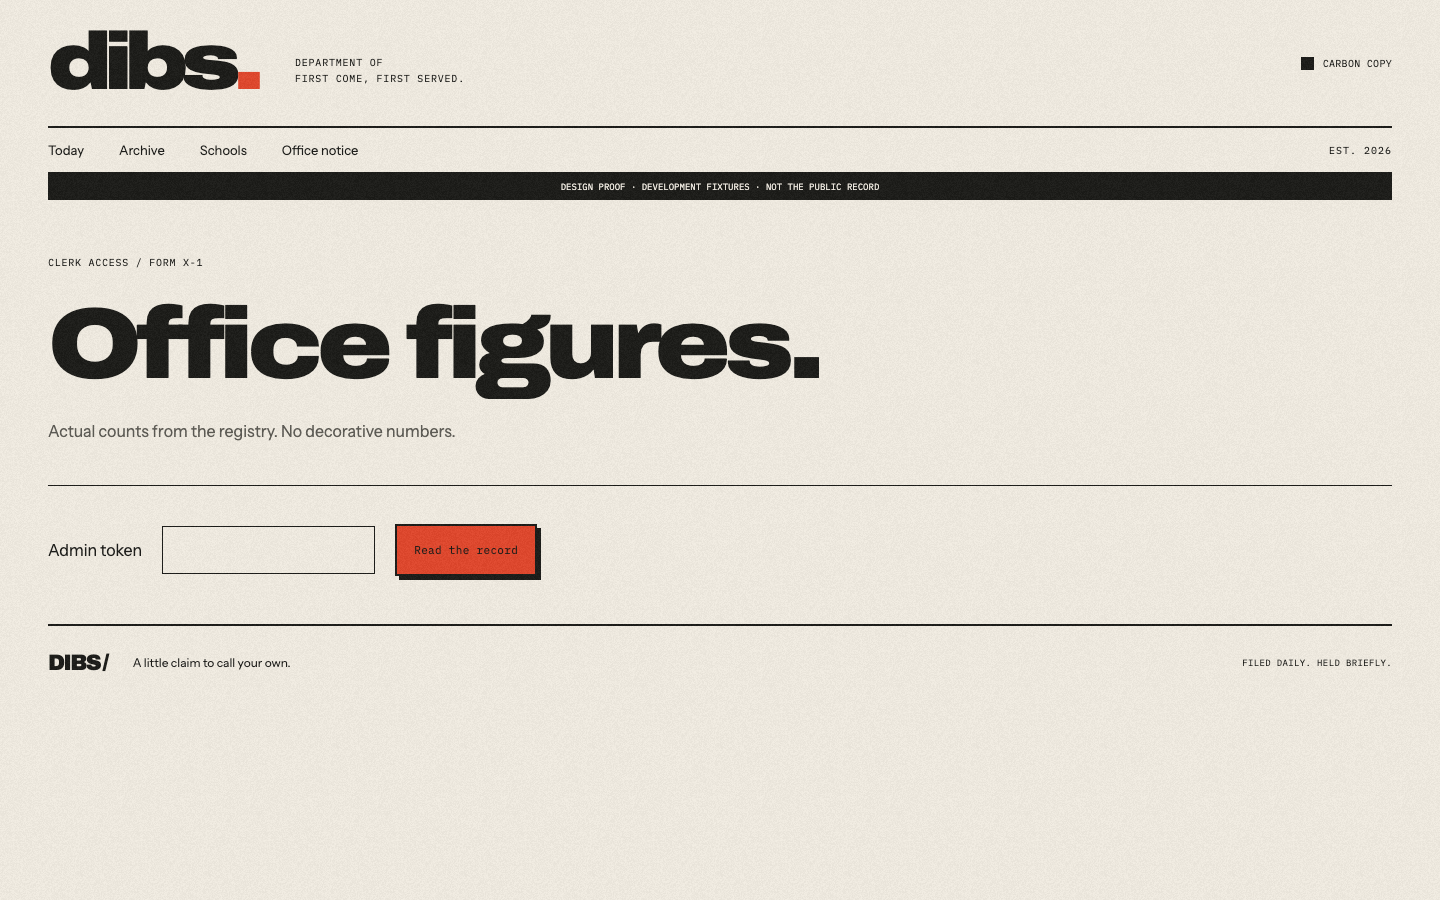 dibs.
DEPARTMENT OF
FIRST COME, FIRST SERVED.
CARBON COPY
Today Archive Schools Office notice EST. 2026
DESIGN PROOF · DEVELOPMENT FIXTURES · NOT THE PUBLIC RECORD
CLERK ACCESS / FORM X-1
Office figures.
Actual counts from the registry. No decorative numbers.
Admin token Read the record
DIBS/ A little claim to call your own. FILED DAILY. HELD BRIEFLY.